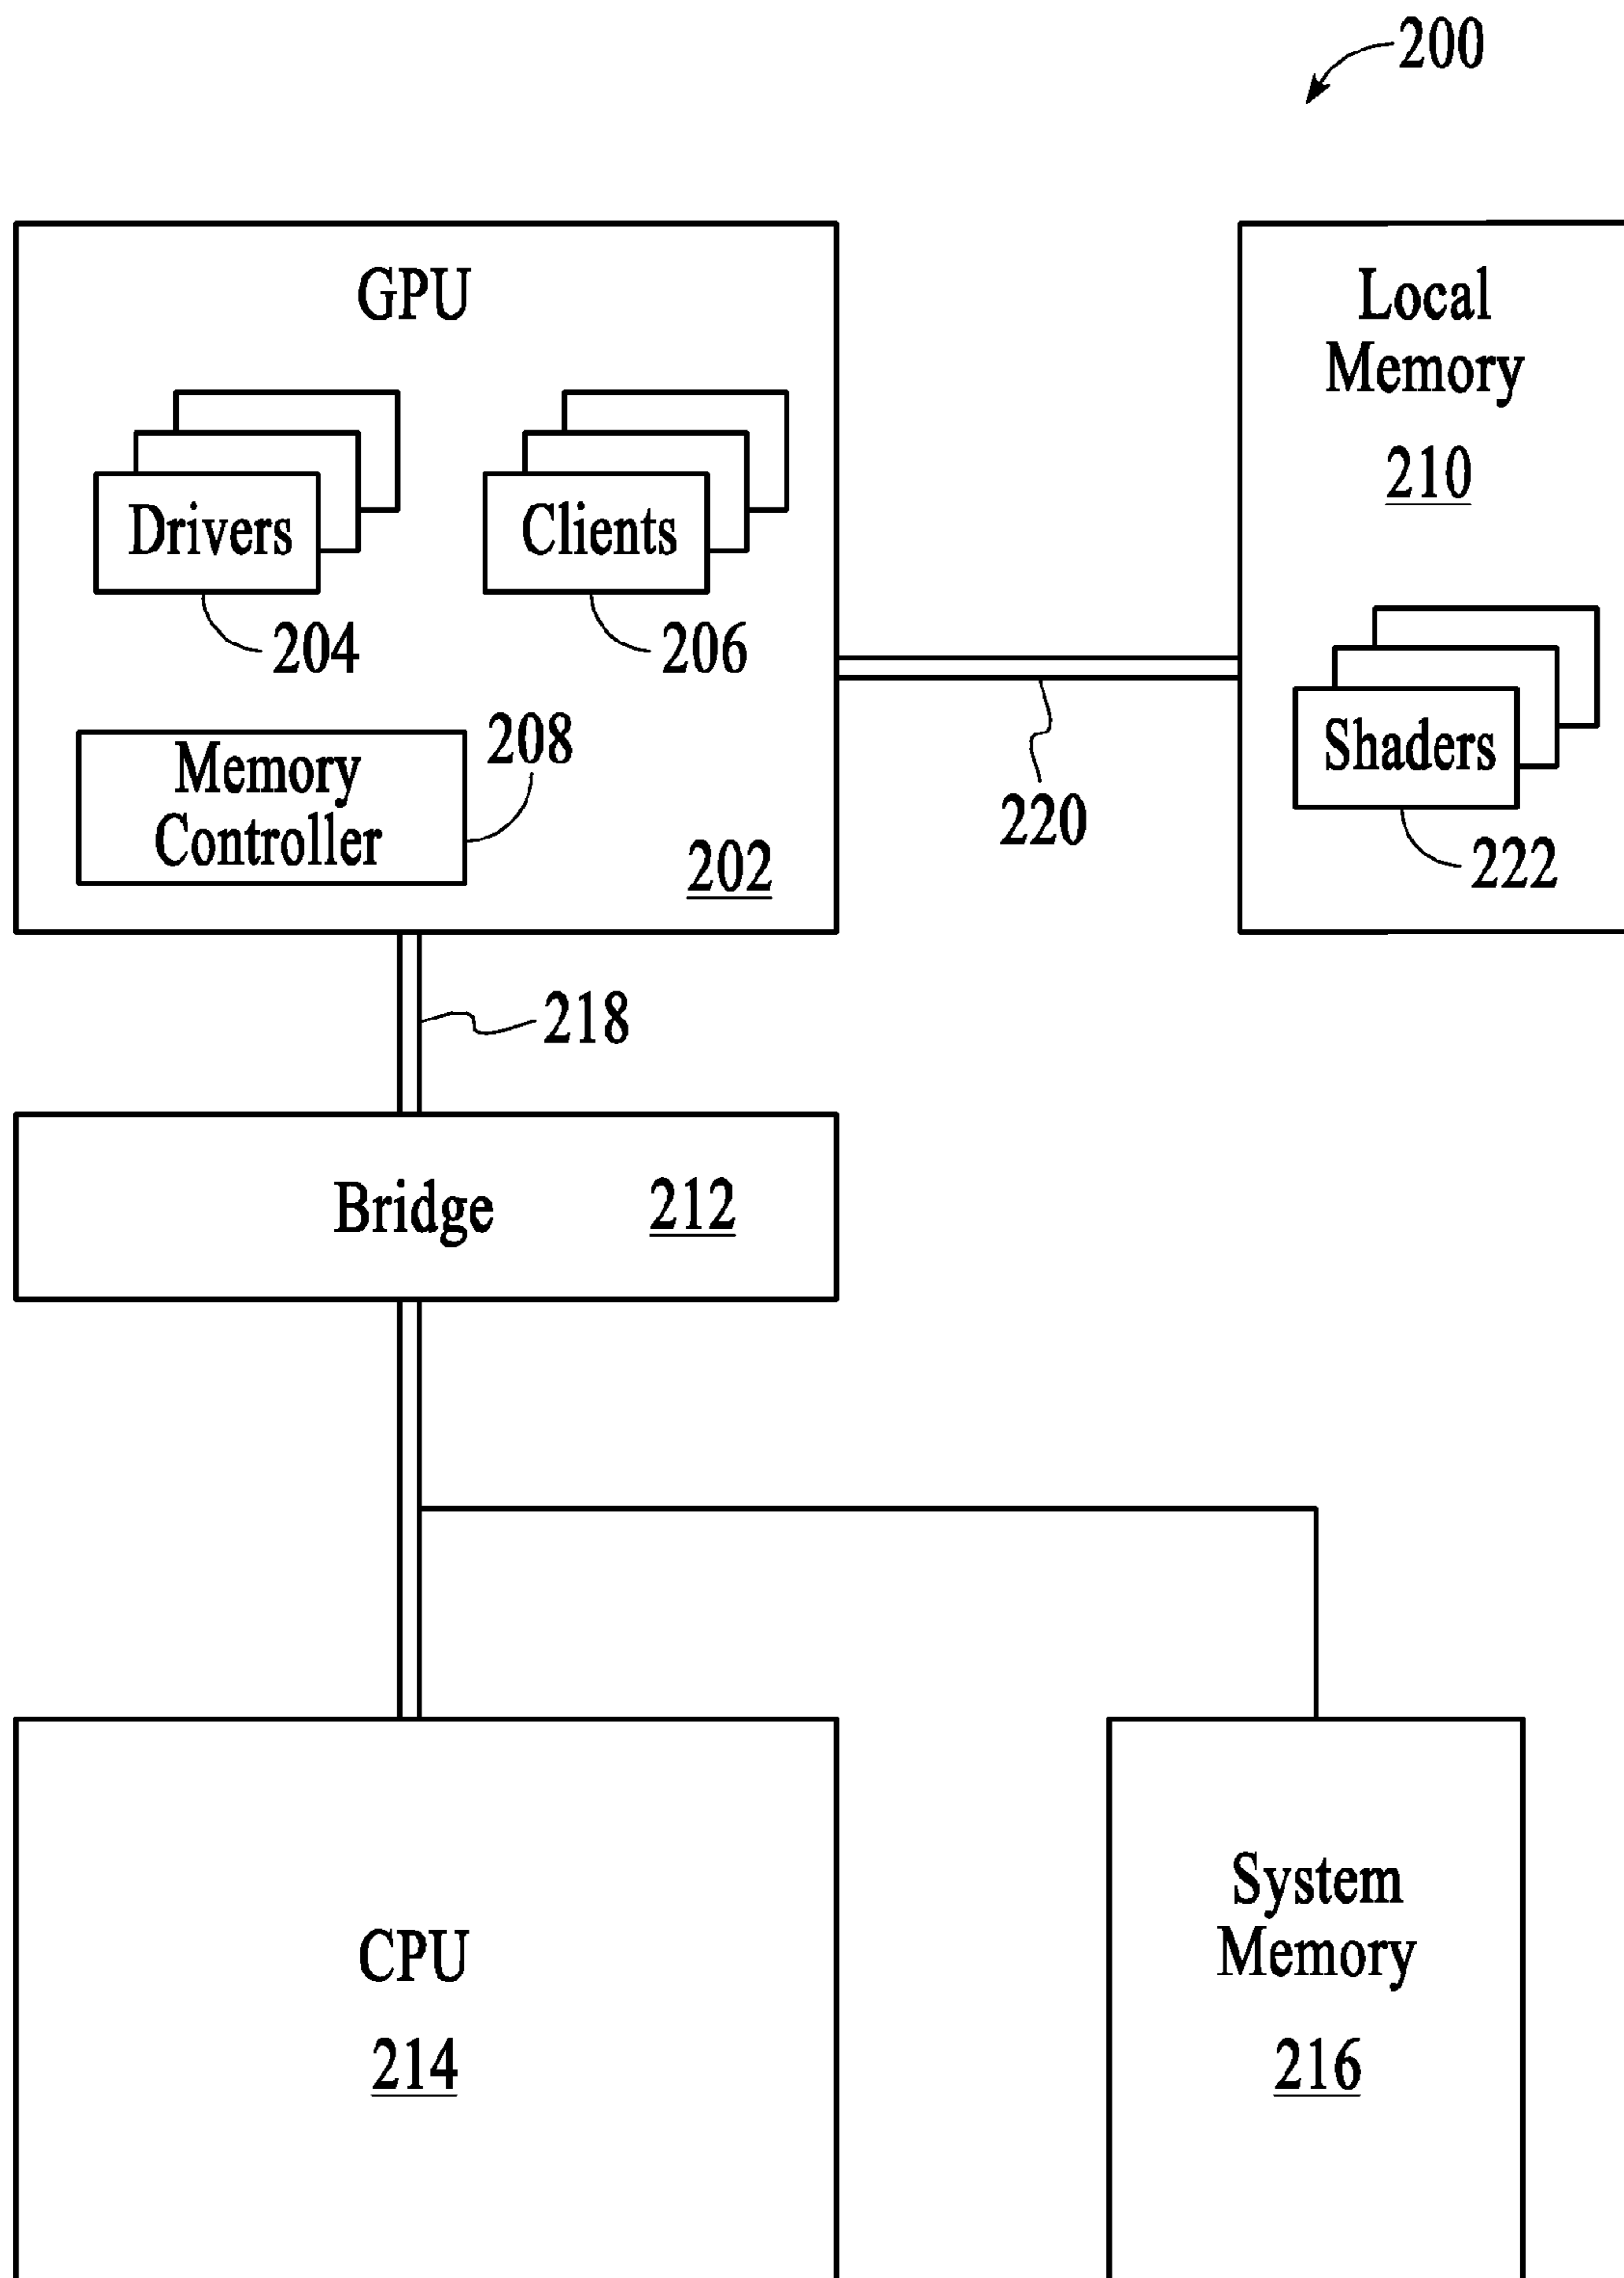 200
GPU
Drivers
204
Clients
206
Memory
Controller
208
202
220
Local
Memory
210
Shaders
222
218
Bridge 212
CPU
214
System
Memory
216